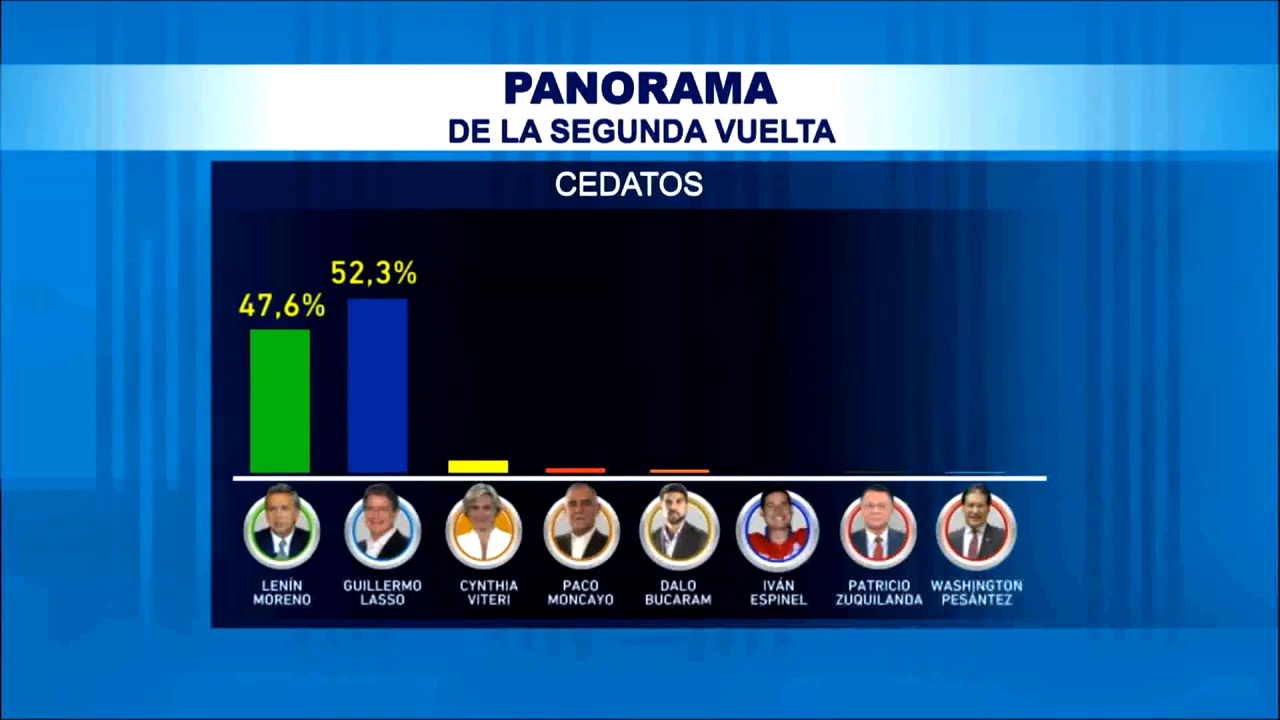 PANORAMA
DE LA SEGUNDA VUELTA
CEDATOS
47,6%
52,3%
LENÍN
MORENO
GUILLERMO
LASSO
CYNTHIA
VITERI
PACO
MONCAYO
DALO
BUCARAM
IVÁN
ESPINEL
PATRICIO
ZUQUILANDA
WASHINGTON
PESÁNTEZ